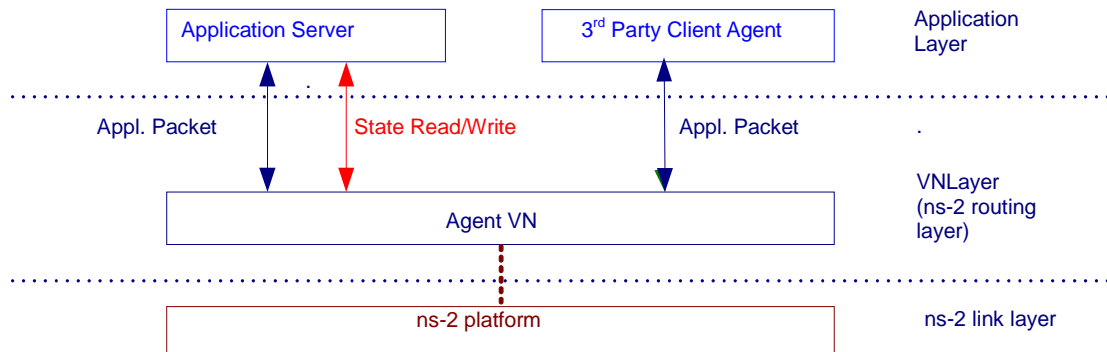 Application Server
3rd Party Client Agent
Application
Layer
Appl. Packet
State Read/Write
Appl. Packet
.
VNLayer
(ns-2 routing
layer)
Agent VN
ns-2 platform
ns-2 link layer